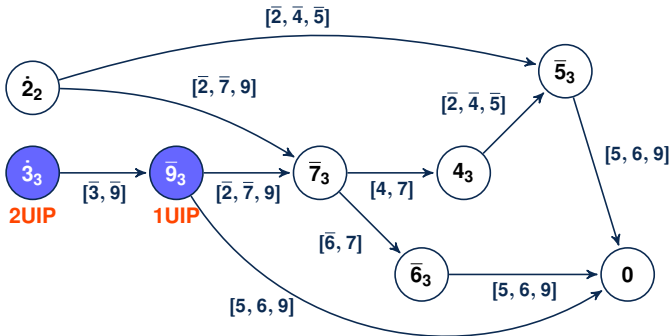 [2̅, 4̅, 5̅]
5̅₃
2̇₂
[2̅, 7̅, 9]
[2̅, 4̅, 5̅]
[5, 6, 9]
3̇₃
9̅₃
7̅₃
4₃
[3̅, 9̅]
[2̅, 7̅, 9]
[4, 7]
2UIP
1UIP
[6̅, 7]
6̅₃
0
[5, 6, 9]
[5, 6, 9]